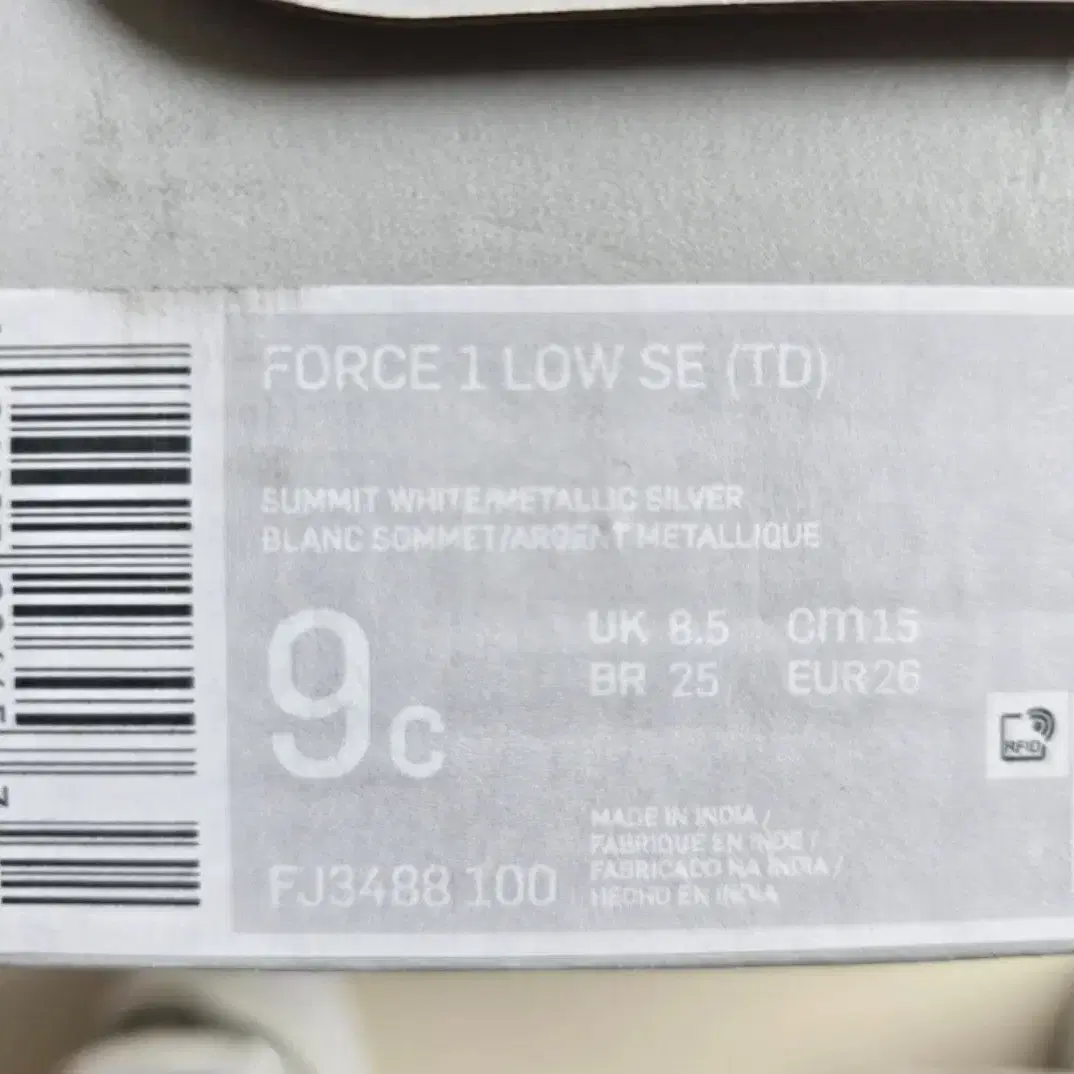 FORCE 1 LOW SE (TD)
SUMMIT WHITE/METALLIC SILVER
BLANC SOMMET/ARGENT METALLIQUE
9C
UK 8.5 cm15
BR 25 EUR26
RFID
MADE IN INDIA /
FABRIQUE EN INDE /
FABRICADO NA INDIA /
HECHO EN INDIA
FJ3488 100